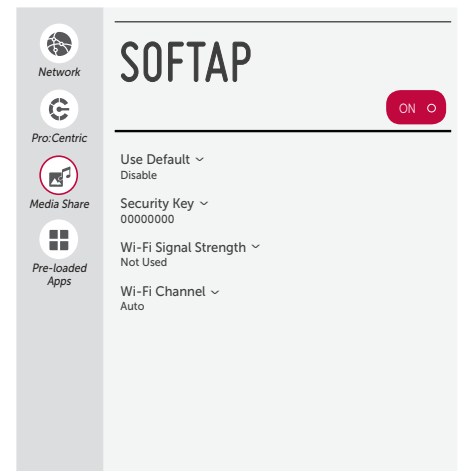 Network
Pro:Centric
Media Share
Pre-loaded
Apps
SOFTAP
ON
Use Default
Disable
Security Key
00000000
Wi-Fi Signal Strength
Not Used
Wi-Fi Channel
Auto